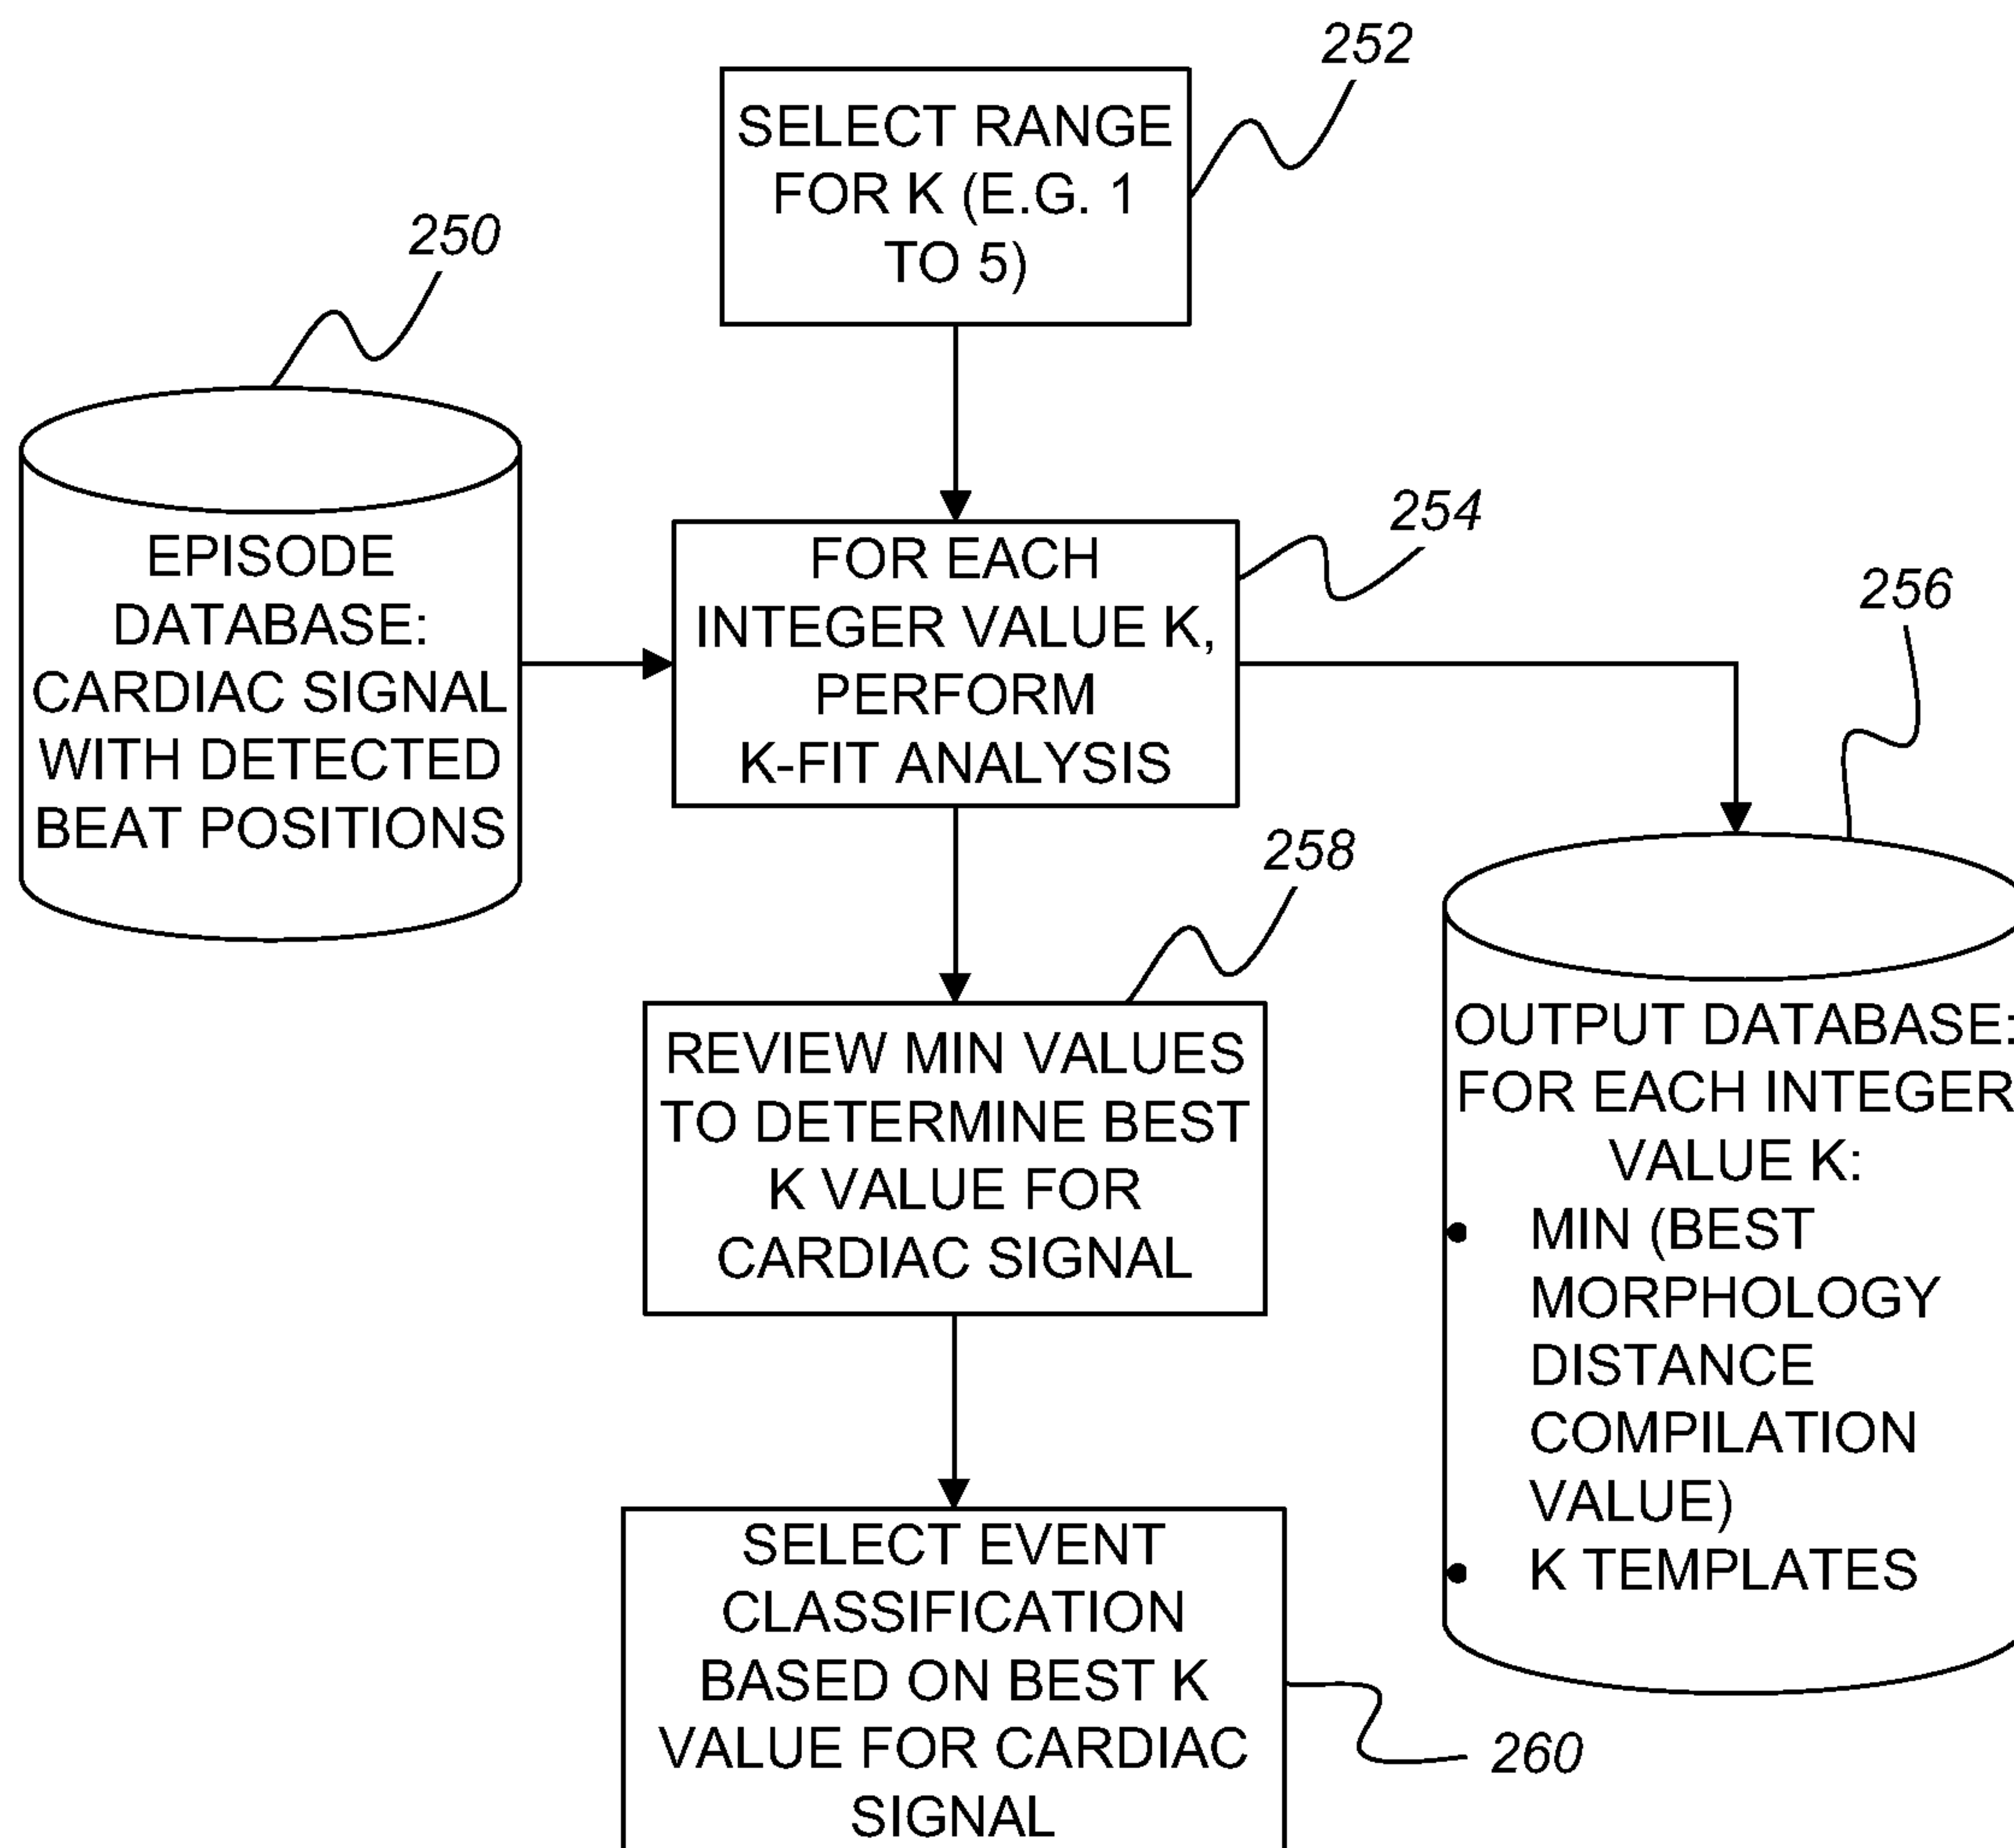 252
SELECT RANGE
FOR K (E.G. 1
TO 5)
250
EPISODE
DATABASE:
CARDIAC SIGNAL
WITH DETECTED
BEAT POSITIONS
254
FOR EACH
INTEGER VALUE K,
PERFORM
K-FIT ANALYSIS
256
OUTPUT DATABASE:
FOR EACH INTEGER
VALUE K:
• MIN (BEST
MORPHOLOGY
DISTANCE
COMPILATION
VALUE)
• K TEMPLATES
258
REVIEW MIN VALUES
TO DETERMINE BEST
K VALUE FOR
CARDIAC SIGNAL
SELECT EVENT
CLASSIFICATION
BASED ON BEST K
VALUE FOR CARDIAC
SIGNAL
260